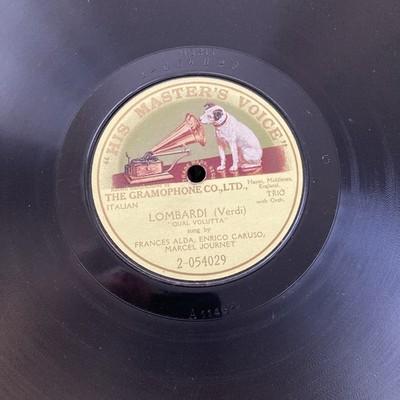 "HIS MASTER'S VOICE"
THE GRAMOPHONE CO., LTD.,
Hayes, Middlesex, England.
ITALIAN
TRIO
with Orch.
LOMBARDI (Verdi)
"QUAL VOLUTTA"
sung by
FRANCES ALDA, ENRICO CARUSO,
MARCEL JOURNET
2-054029